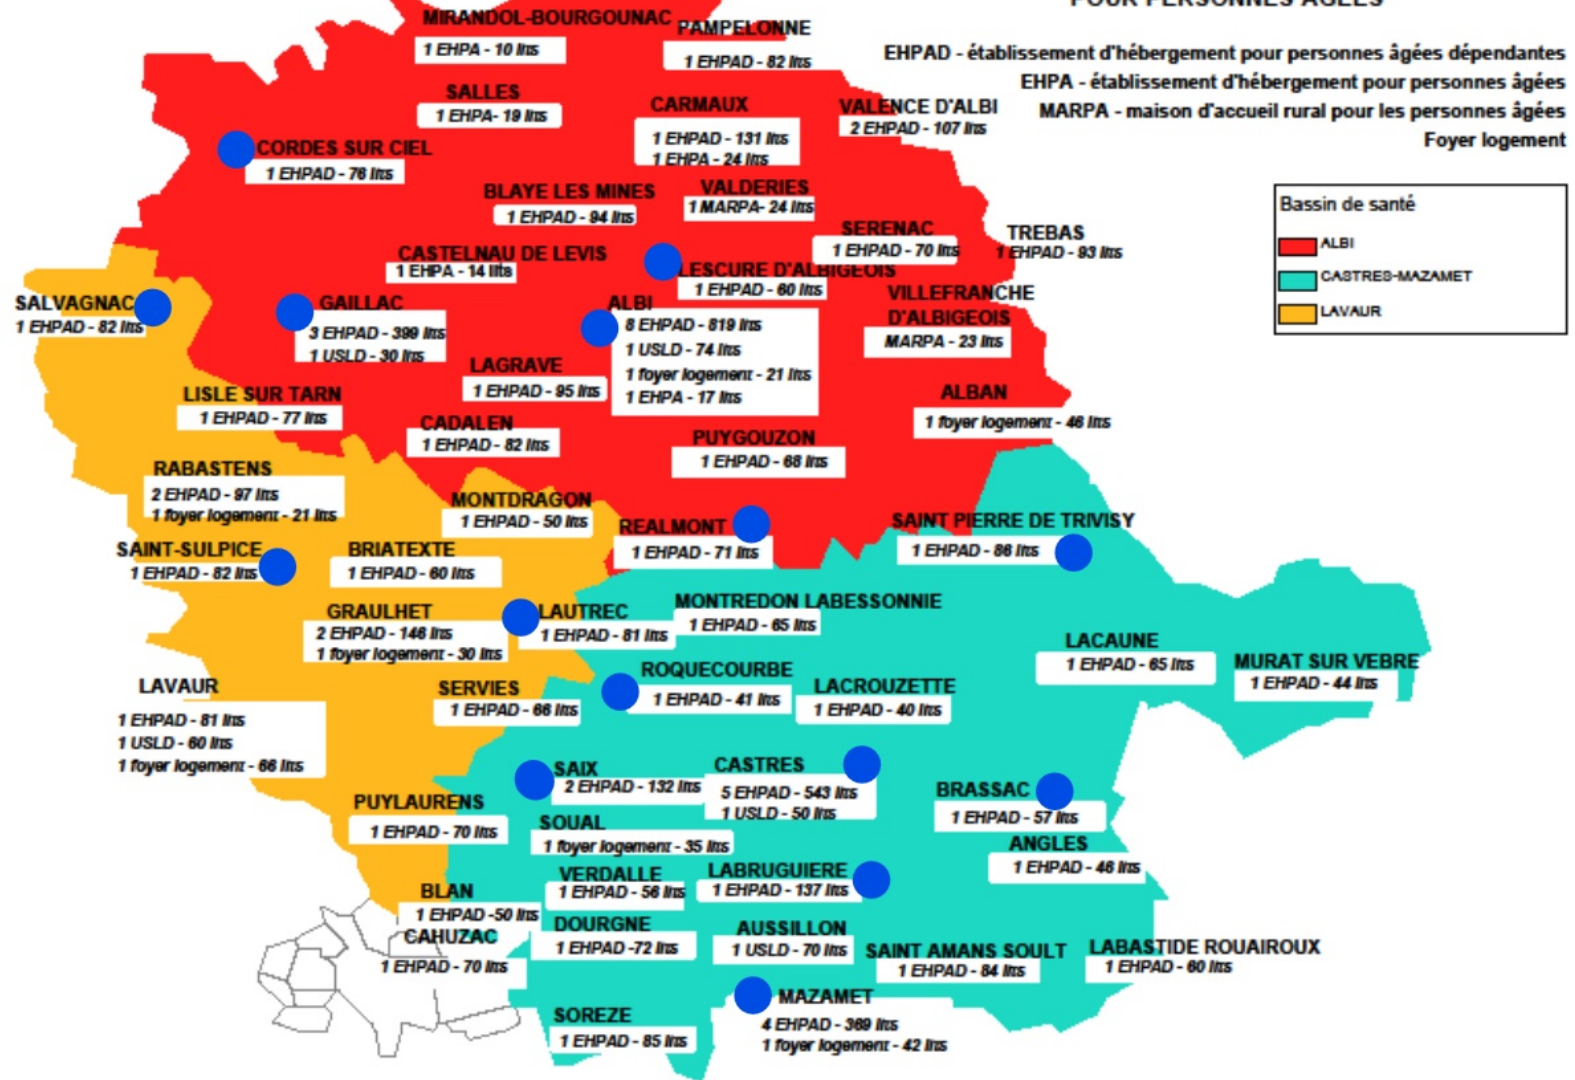 POUR PERSONNES AGEES
EHPAD - établissement d'hébergement pour personnes âgées dépendantes
EHPA - établissement d'hébergement pour personnes âgées
MARPA - maison d'accueil rural pour les personnes âgées
Foyer logement
Bassin de santé
ALBI
CASTRES-MAZAMET
LAVAUR
MIRANDOL-BOURGOUNAC
1 EHPA - 10 lits
PAMPELONNE
1 EHPAD - 82 lits
SALLES
1 EHPA- 19 lits
CARMAUX
1 EHPAD - 131 lits
1 EHPA - 24 lits
VALENCE D'ALBI
2 EHPAD - 107 lits
CORDES SUR CIEL
1 EHPAD - 76 lits
BLAYE LES MINES
1 EHPAD - 94 lits
VALDERIES
1 MARPA- 24 lits
SERENAC
1 EHPAD - 70 lits
TREBAS
1 EHPAD - 93 lits
CASTELNAU DE LEVIS
1 EHPA - 14 lits
LESCURE D'ALBIGEOIS
1 EHPAD - 60 lits
SALVAGNAC
1 EHPAD - 82 lits
GAILLAC
3 EHPAD - 399 lits
1 USLD - 30 lits
ALBI
8 EHPAD - 819 lits
1 USLD - 74 lits
1 foyer logement - 21 lits
1 EHPA - 17 lits
VILLEFRANCHE
D'ALBIGEOIS
MARPA - 23 lits
LAGRAVE
1 EHPAD - 95 lits
LISLE SUR TARN
1 EHPAD - 77 lits
ALBAN
1 foyer logement - 46 lits
CADALEN
1 EHPAD - 82 lits
PUYGOUZON
1 EHPAD - 68 lits
RABASTENS
2 EHPAD - 97 lits
1 foyer logement - 21 lits
MONTDRAGON
1 EHPAD - 50 lits
REALMONT
1 EHPAD - 71 lits
SAINT PIERRE DE TRIVISY
1 EHPAD - 86 lits
SAINT-SULPICE
1 EHPAD - 82 lits
BRIATEXTE
1 EHPAD - 60 lits
GRAULHET
2 EHPAD - 146 lits
1 foyer logement - 30 lits
LAUTREC
1 EHPAD - 81 lits
MONTREDON LABESSONNIE
1 EHPAD - 65 lits
LACAUNE
1 EHPAD - 65 lits
MURAT SUR VEBRE
1 EHPAD - 44 lits
LAVAUR
1 EHPAD - 81 lits
1 USLD - 60 lits
1 foyer logement - 66 lits
SERVIES
1 EHPAD - 66 lits
ROQUECOURBE
1 EHPAD - 41 lits
LACROUZETTE
1 EHPAD - 40 lits
SAIX
2 EHPAD - 132 lits
CASTRES
5 EHPAD - 543 lits
1 USLD - 50 lits
BRASSAC
1 EHPAD - 57 lits
PUYLAURENS
1 EHPAD - 70 lits
SOUAL
1 foyer logement - 35 lits
ANGLES
1 EHPAD - 46 lits
VERDALLE
1 EHPAD - 56 lits
LABRUGUIERE
1 EHPAD - 137 lits
BLAN
1 EHPAD -50 lits
CAHUZAC
1 EHPAD - 70 lits
DOURGNE
1 EHPAD -72 lits
AUSSILLON
1 USLD - 70 lits
SAINT AMANS SOULT
1 EHPAD - 84 lits
LABASTIDE ROUAIROUX
1 EHPAD - 60 lits
MAZAMET
4 EHPAD - 369 lits
1 foyer logement - 42 lits
SOREZE
1 EHPAD - 85 lits